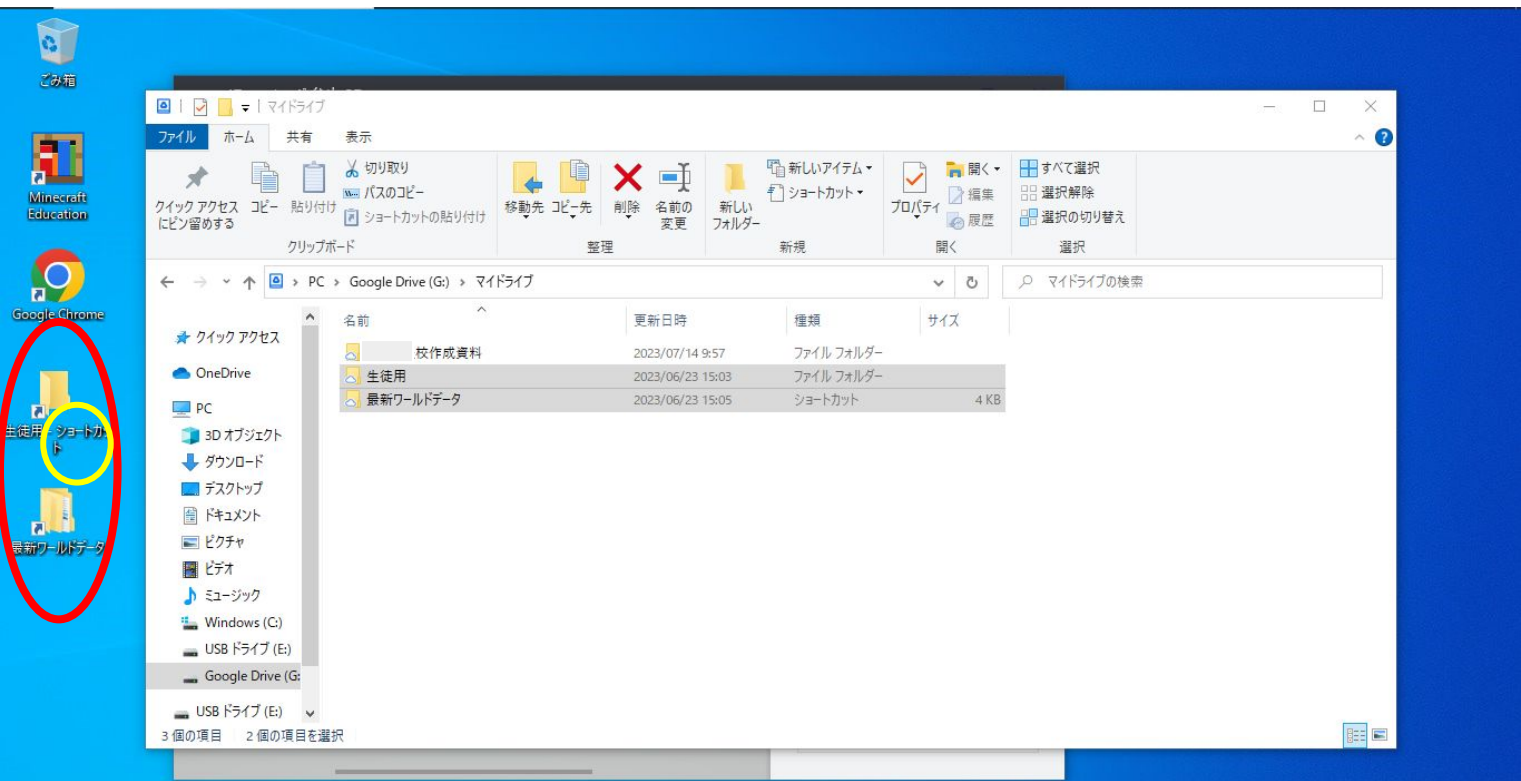 ごみ箱
Minecraft
Education
Google Chrome
生徒用 - ショートカッ
ト
最新ワールドデータ
マイドライブ
ファイル ホーム 共有 表示
クイック アクセス
にピン留めする
コピー
貼り付け
切り取り
パスのコピー
ショートカットの貼り付け
クリップボード
移動先
コピー先
削除
名前の
変更
整理
新しい
フォルダー
新しいアイテム
ショートカット
新規
プロパティ
開く
編集
履歴
開く
すべて選択
選択解除
選択の切り替え
選択
PC › Google Drive (G:) › マイドライブ
マイドライブの検索
クイック アクセス
OneDrive
PC
3D オブジェクト
ダウンロード
デスクトップ
ドキュメント
ピクチャ
ビデオ
ミュージック
Windows (C:)
USB ドライブ (E:)
Google Drive (G:
USB ドライブ (E:)
名前 更新日時 種類 サイズ
校作成資料 2023/07/14 9:57 ファイル フォルダー
生徒用 2023/06/23 15:03 ファイル フォルダー
最新ワールドデータ 2023/06/23 15:05 ショートカット 4 KB
3 個の項目 2 個の項目を選択